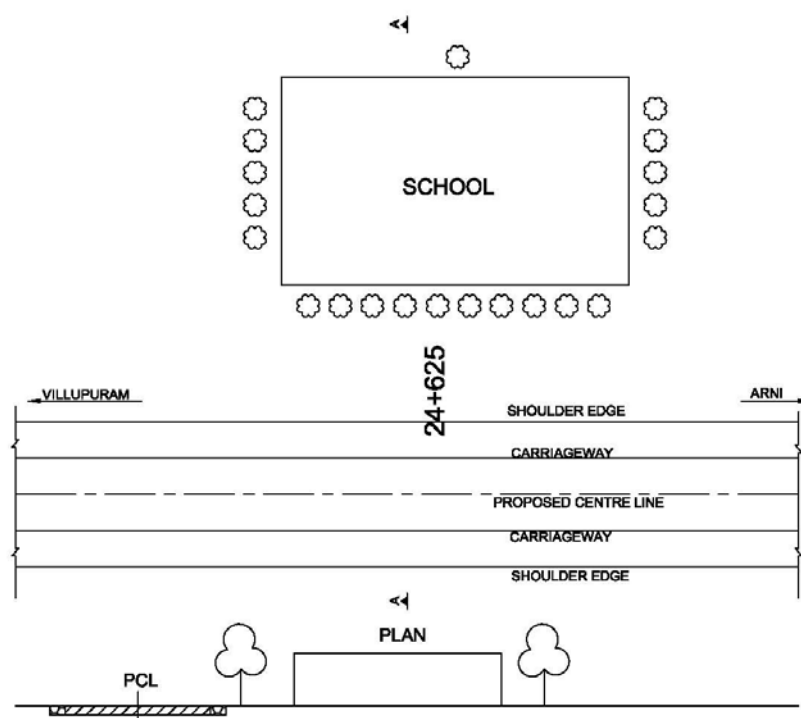 A
SCHOOL
24+625
VILLUPURAM
ARNI
SHOULDER EDGE
CARRIAGEWAY
PROPOSED CENTRE LINE
CARRIAGEWAY
SHOULDER EDGE
A
PLAN
PCL